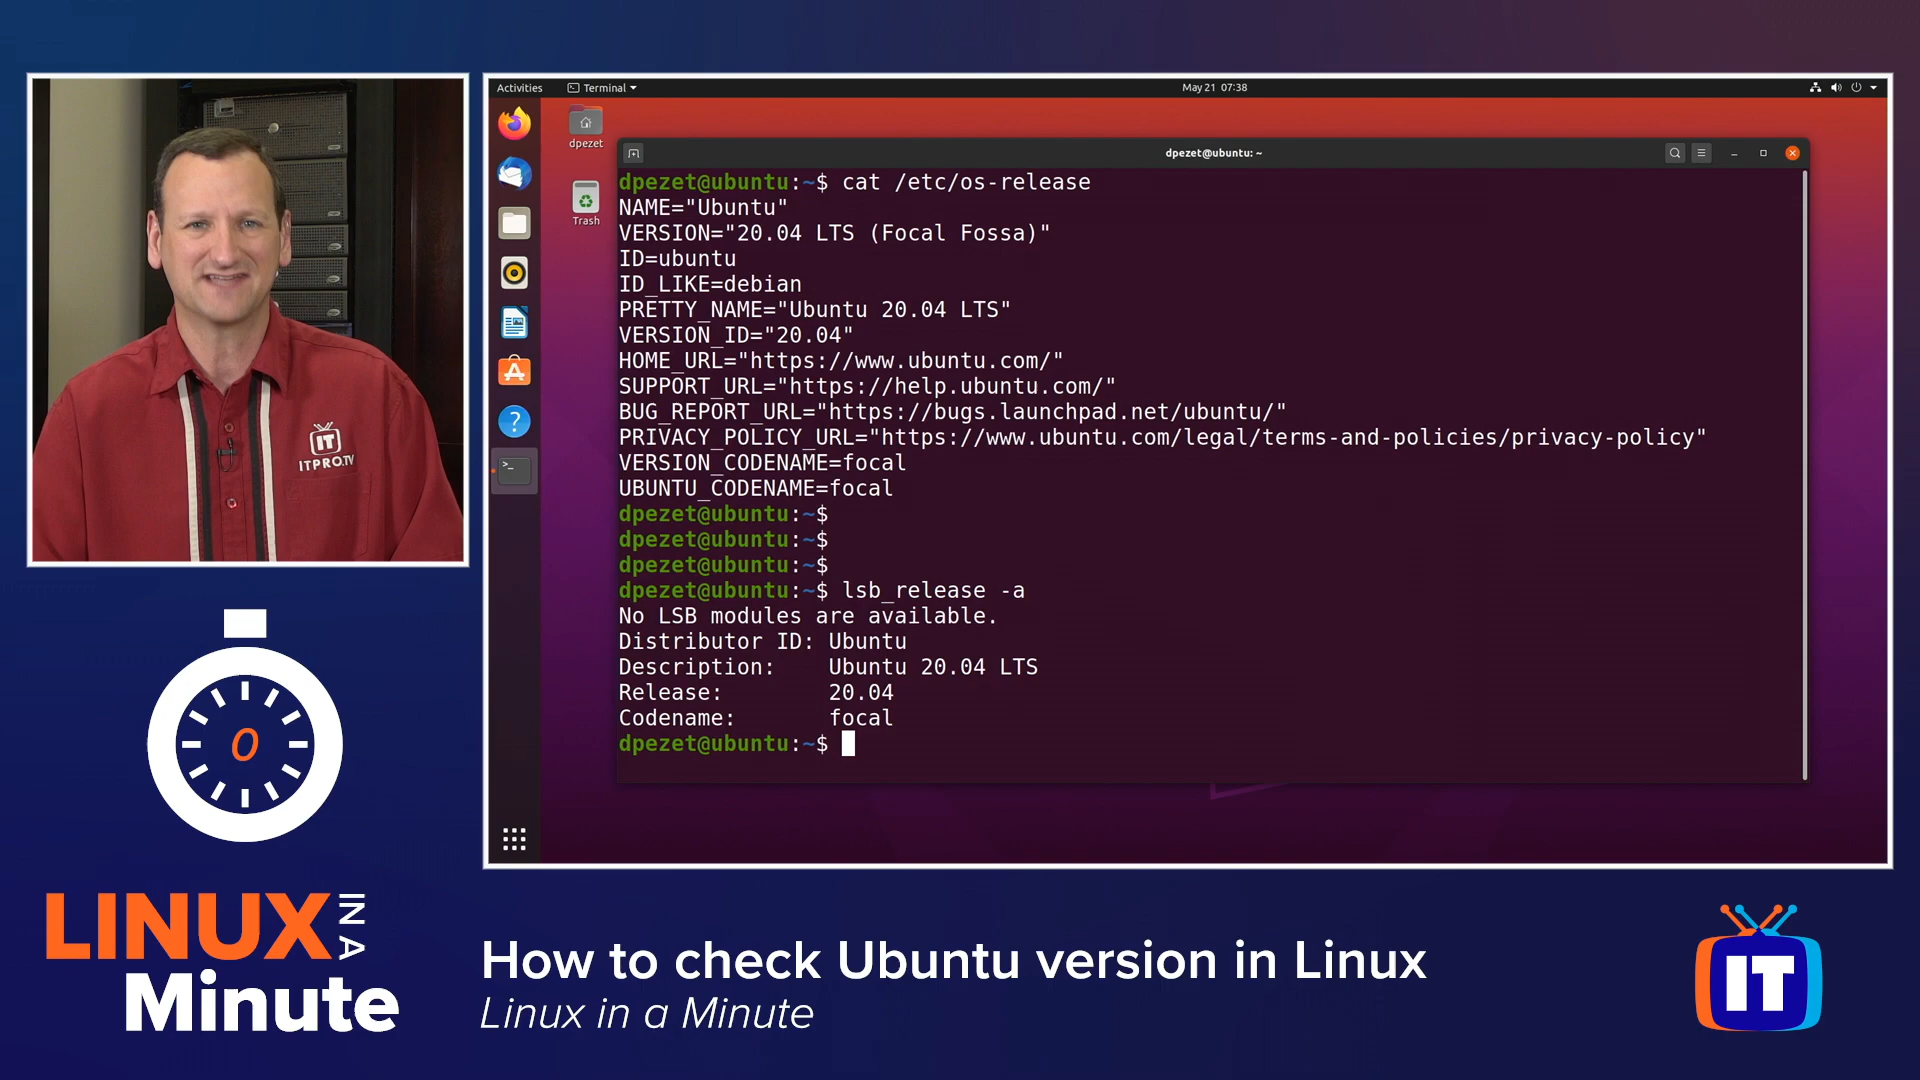 Activities
Terminal
May 21 07:38
dpezet
Trash
dpezet@ubuntu: ~
dpezet@ubuntu:~$ cat /etc/os-release
NAME="Ubuntu"
VERSION="20.04 LTS (Focal Fossa)"
ID=ubuntu
ID_LIKE=debian
PRETTY_NAME="Ubuntu 20.04 LTS"
VERSION_ID="20.04"
HOME_URL="https://www.ubuntu.com/"
SUPPORT_URL="https://help.ubuntu.com/"
BUG_REPORT_URL="https://bugs.launchpad.net/ubuntu/"
PRIVACY_POLICY_URL="https://www.ubuntu.com/legal/terms-and-policies/privacy-policy"
VERSION_CODENAME=focal
UBUNTU_CODENAME=focal
dpezet@ubuntu:~$
dpezet@ubuntu:~$
dpezet@ubuntu:~$
dpezet@ubuntu:~$ lsb_release -a
No LSB modules are available.
Distributor ID: Ubuntu
Description: Ubuntu 20.04 LTS
Release: 20.04
Codename: focal
dpezet@ubuntu:~$
IT
ITPRO.TV
0
LINUX
IN A
Minute
How to check Ubuntu version in Linux
Linux in a Minute
IT